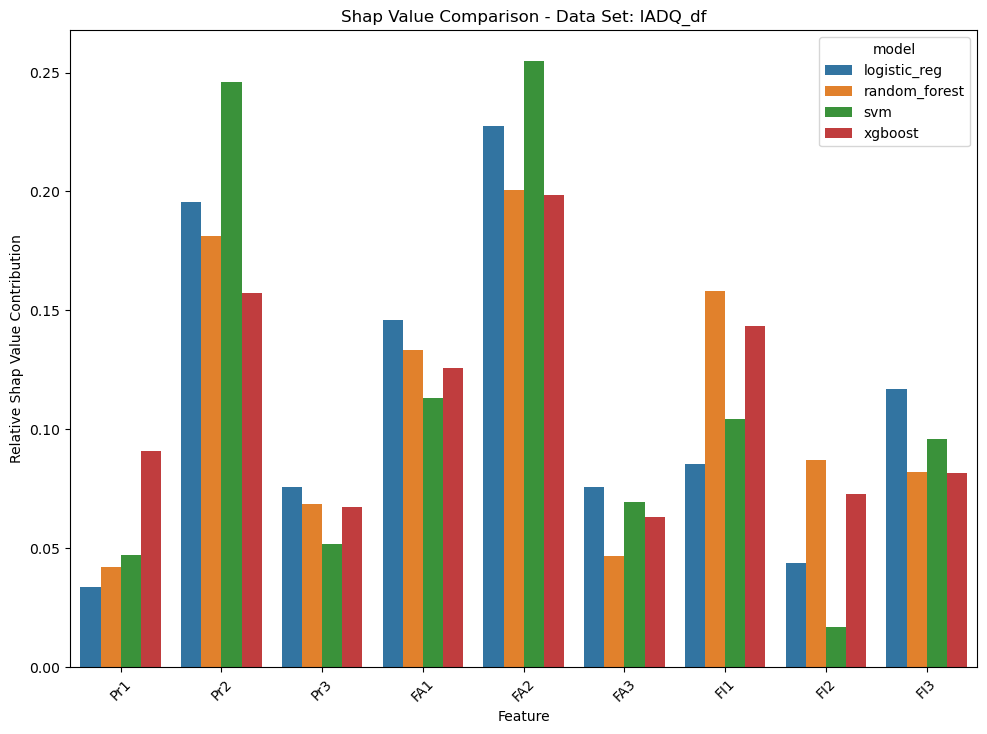 Shap Value Comparison - Data Set: IADQ_df
model
logistic_reg
random_forest
svm
xgboost
Relative Shap Value Contribution
0.25
0.20
0.15
0.10
0.05
0.00
Pr1
Pr2
Pr3
FA1
FA2
FA3
FI1
FI2
FI3
Feature